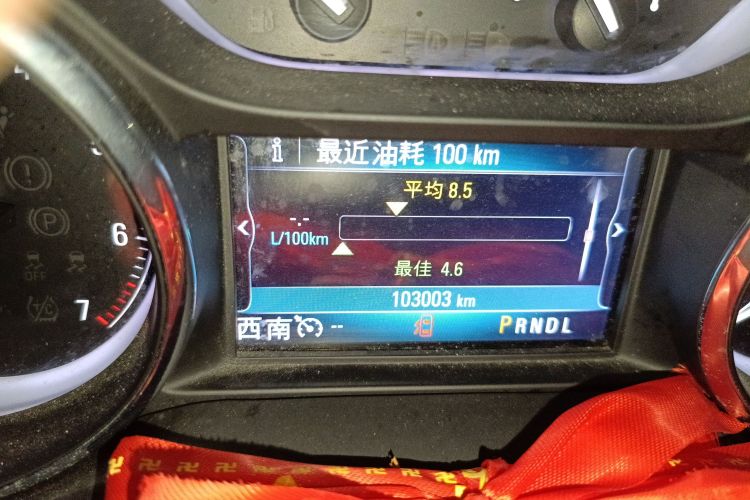 最近油耗 100 km
平均 8.5
-.-
L/100km
最佳 4.6
103003 km
西南 --
PRNDL
6
7
OFF